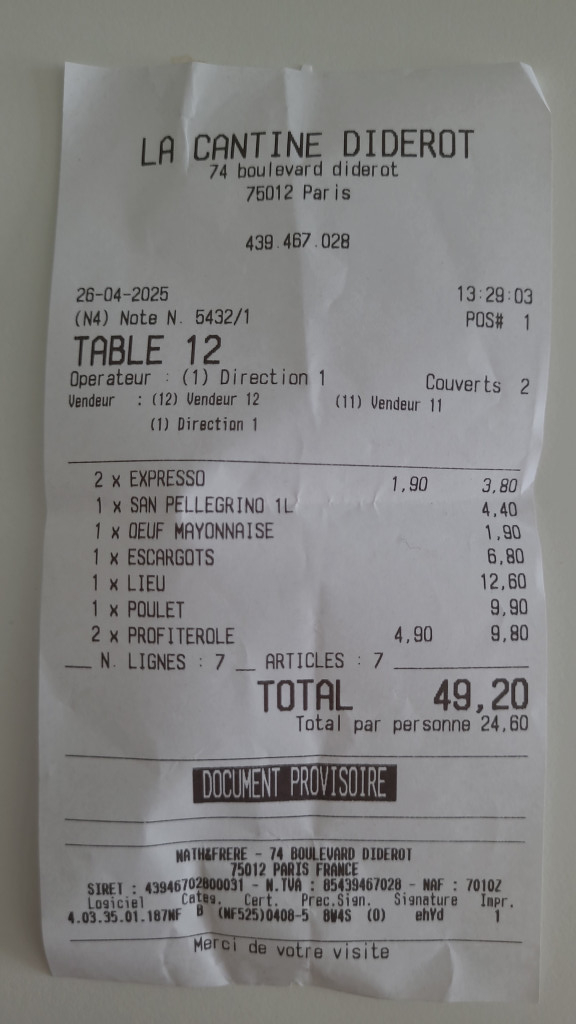 LA CANTINE DIDEROT
74 boulevard diderot
75012 Paris
439.467.028
26-04-2025 13:29:03
(N4) Note N. 5432/1 POS# 1
TABLE 12
Operateur : (1) Direction 1 Couverts 2
Vendeur : (12) Vendeur 12 (11) Vendeur 11
(1) Direction 1
2 x EXPRESSO 1,90 3,80
1 x SAN PELLEGRINO 1L 4,40
1 x OEUF MAYONNAISE 1,90
1 x ESCARGOTS 6,80
1 x LIEU 12,60
1 x POULET 9,90
2 x PROFITEROLE 4,90 9,80
N. LIGNES : 7 __ ARTICLES : 7
TOTAL 49,20
Total par personne 24,60
DOCUMENT PROVISOIRE
NATH&FRERE - 74 BOULEVARD DIDEROT
75012 PARIS FRANCE
SIRET : 43946702800031 - N.TVA : 85439467028 - NAF : 7010Z
Logiciel Categ. Cert. Prec.Sign. Signature Impr.
4.03.35.01.187NF B (NF525)0408-5 8W4S (0) ehYd 1
Merci de votre visite